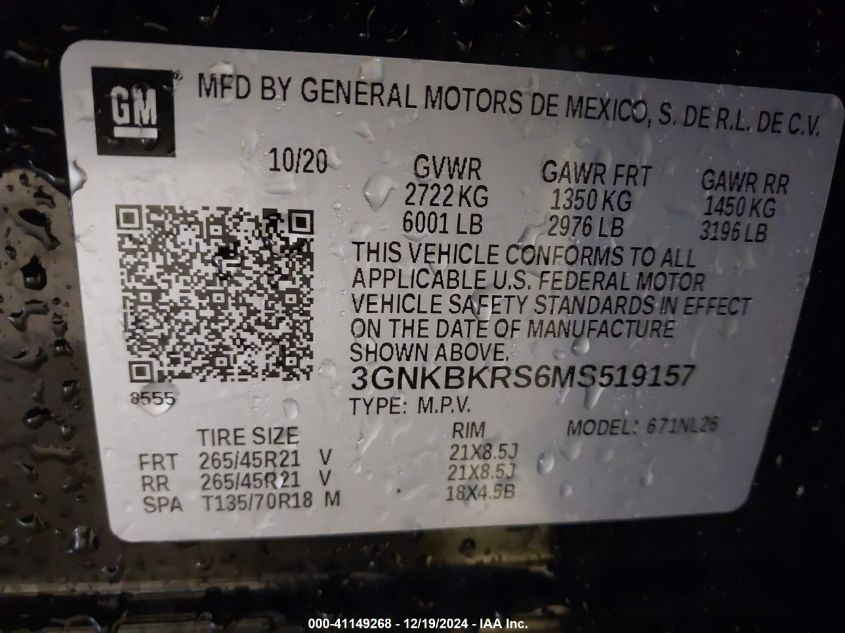 GM
MFD BY GENERAL MOTORS DE MEXICO, S. DE R.L. DE C.V.
10/20
GVWR GAWR FRT GAWR RR
2722 KG 1350 KG 1450 KG
6001 LB 2976 LB 3196 LB
THIS VEHICLE CONFORMS TO ALL
APPLICABLE U.S. FEDERAL MOTOR
VEHICLE SAFETY STANDARDS IN EFFECT
ON THE DATE OF MANUFACTURE
SHOWN ABOVE.
8555
3GNKBKRS6MS519157
TYPE: M.P.V.
MODEL: 671NL26
TIRE SIZE RIM
FRT 265/45R21 V 21X8.5J
RR 265/45R21 V 21X8.5J
SPA T135/70R18 M 18X4.5B
000-41149268 - 12/19/2024 - IAA Inc.